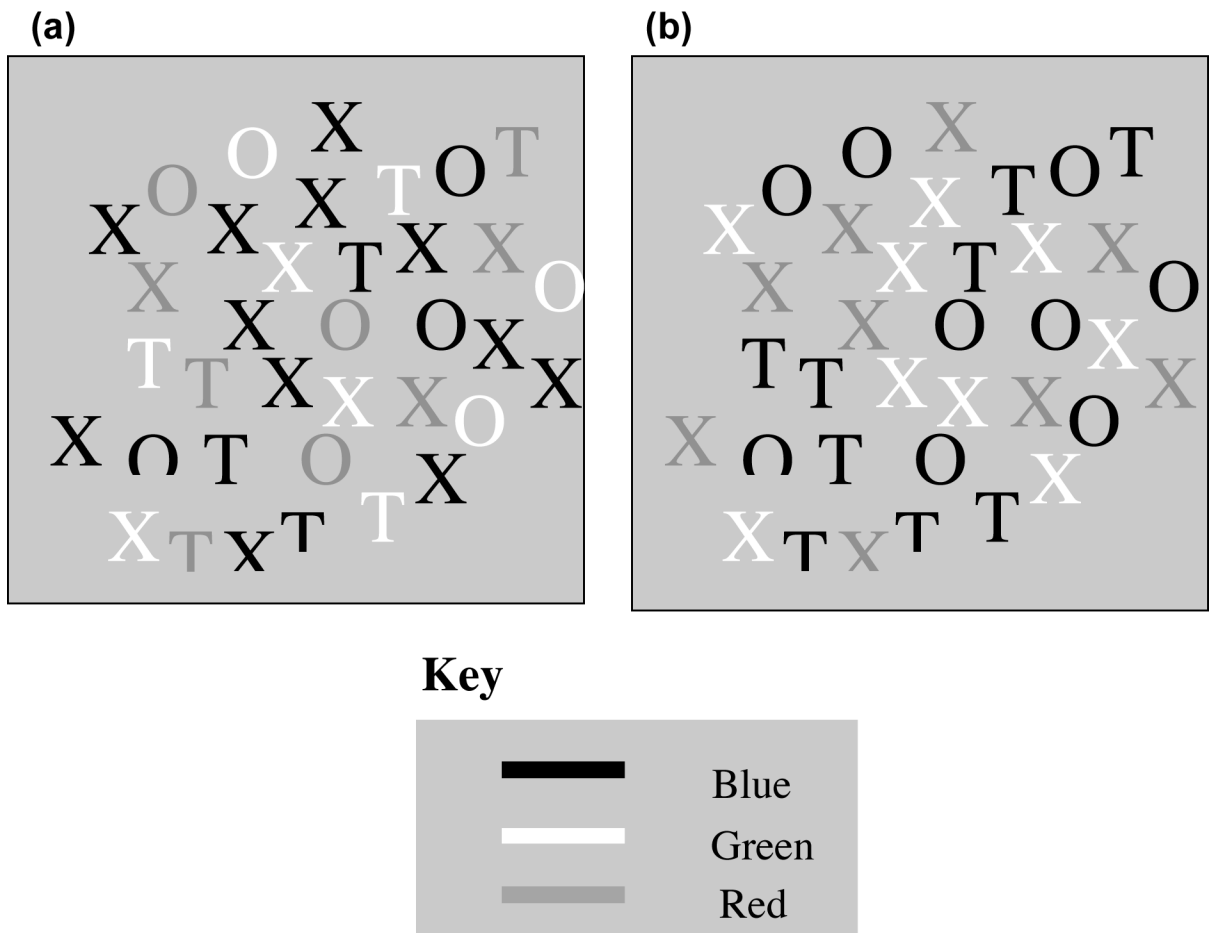 (a)
X
O T
O X T O
X X X X
X T
X O
X O O X
T T X X
X X O
X O T O X
X T X T T
(b)
X
O T
O X T O
X X X X
X T
X O
X O O X
T T X X
X X O
X O T O X
X T X T T
Key
Blue
Green
Red